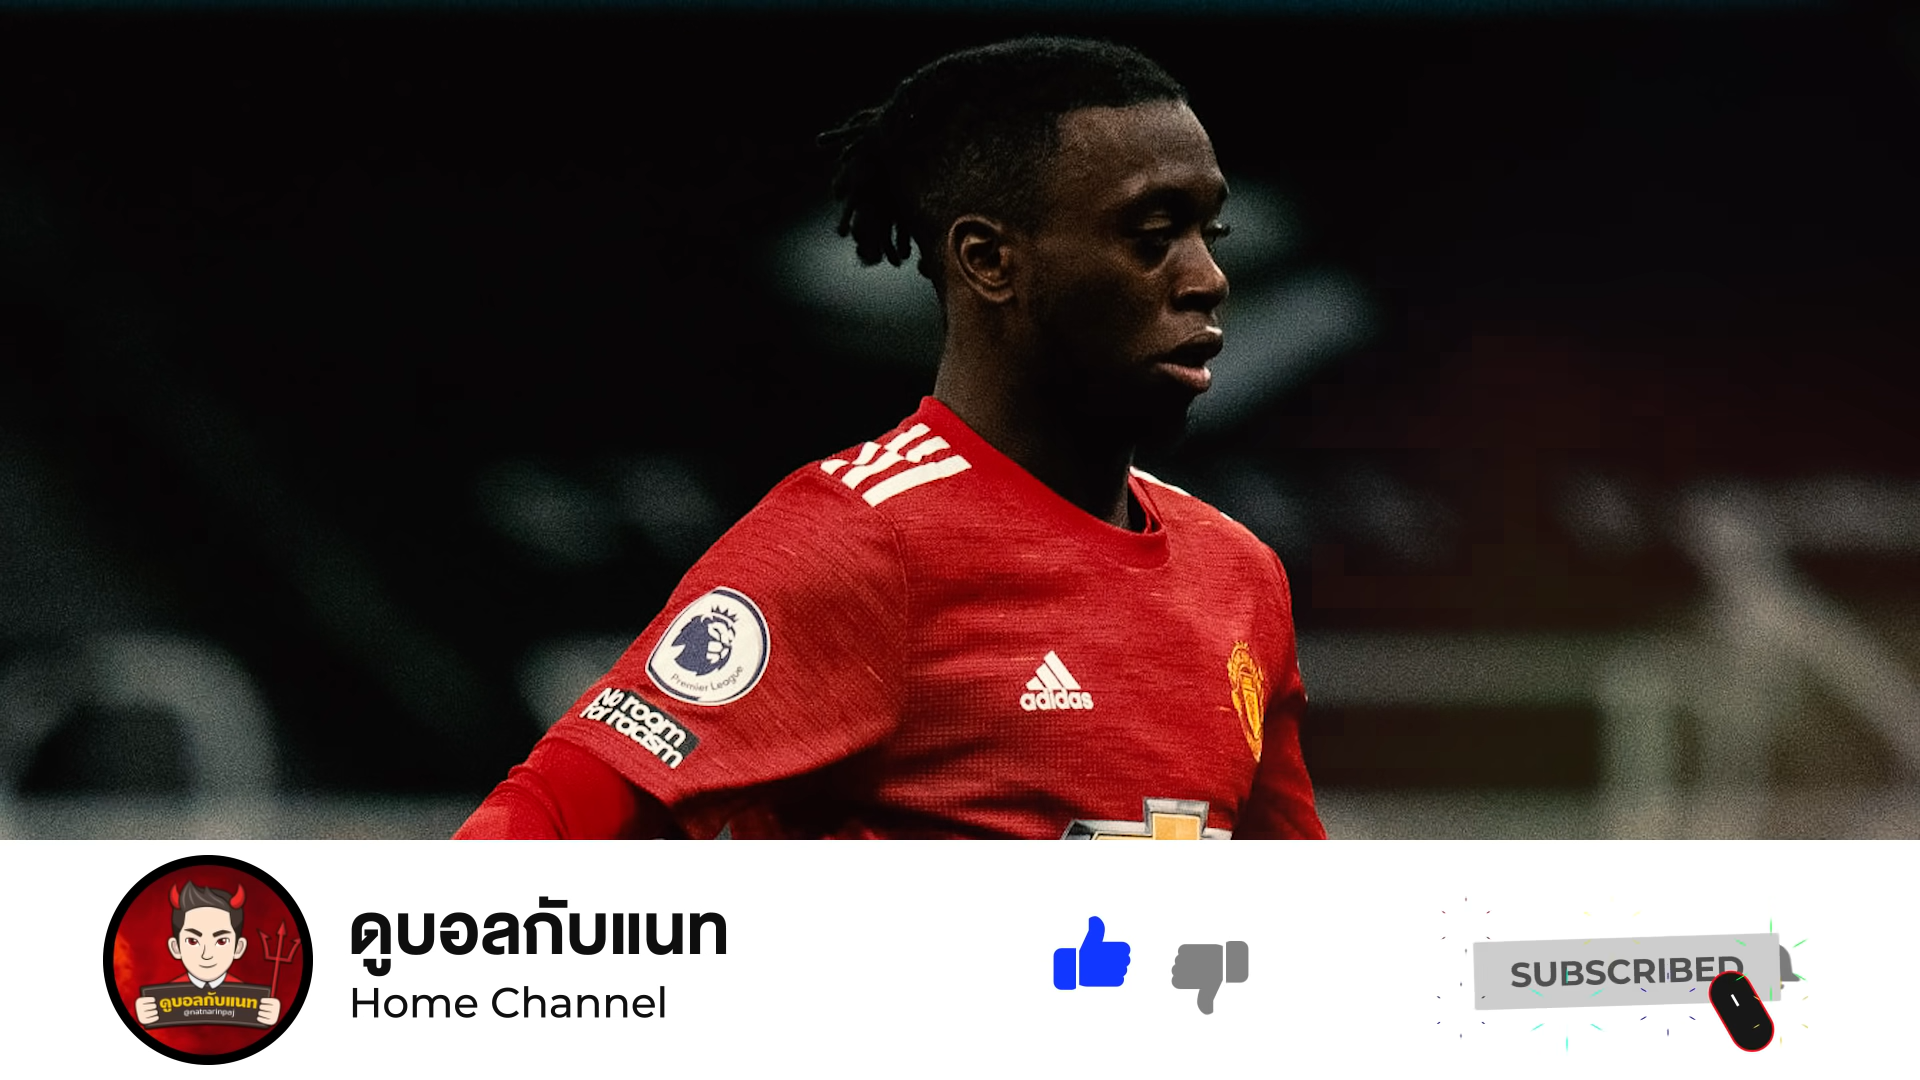 Premier League
No room
for racism
adidas
ดูบอลกับแนท
Home Channel
ดูบอลกับแนท
@natnarinpaj
SUBSCRIBED